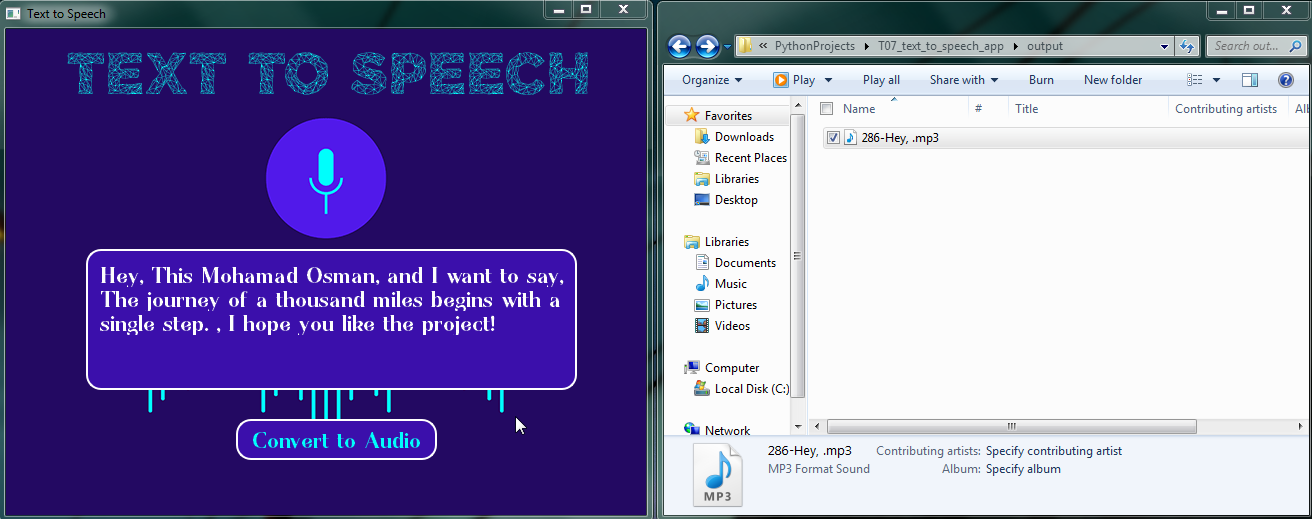 Text to Speech
TEXT TO SPEECH
Hey, This Mohamad Osman, and I want to say,
The journey of a thousand miles begins with a
single step. , I hope you like the project!
Convert to Audio
« PythonProjects T07_text_to_speech_app output
Search out...
Organize Play Play all Share with Burn New folder
Name # Title Contributing artists
Favorites
Downloads
Recent Places
Libraries
Desktop
Libraries
Documents
Music
Pictures
Videos
Computer
Local Disk (C:)
Network
286-Hey, .mp3
MP3
286-Hey, .mp3 Contributing artists: Specify contributing artist
MP3 Format Sound Album: Specify album